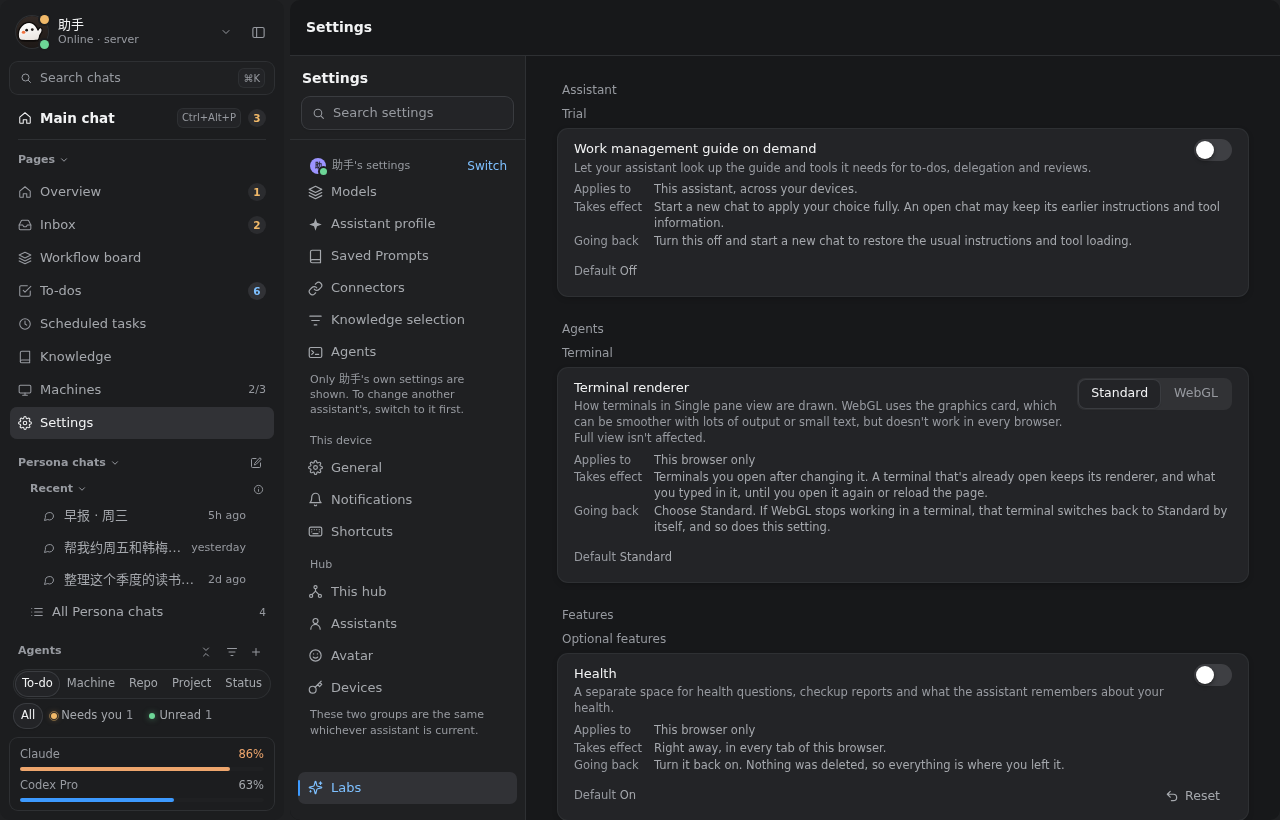 助手
Online · server
Search chats
⌘K
Main chat
Ctrl+Alt+P
3
Pages
Overview
1
Inbox
2
Workflow board
To-dos
6
Scheduled tasks
Knowledge
Machines
2/3
Settings
Persona chats
Recent
早报 · 周三
5h ago
帮我约周五和韩梅…
yesterday
整理这个季度的读书…
2d ago
All Persona chats
4
Agents
To-do
Machine
Repo
Project
Status
All
Needs you 1
Unread 1
Claude
86%
Codex Pro
63%
Settings
Settings
Search settings
助手's settings
Switch
Models
Assistant profile
Saved Prompts
Connectors
Knowledge selection
Agents
Only 助手's own settings are
shown. To change another
assistant's, switch to it first.
This device
General
Notifications
Shortcuts
Hub
This hub
Assistants
Avatar
Devices
These two groups are the same
whichever assistant is current.
Labs
Assistant
Trial
Work management guide on demand
Let your assistant look up the guide and tools it needs for to-dos, delegation and reviews.
Applies to
This assistant, across your devices.
Takes effect
Start a new chat to apply your choice fully. An open chat may keep its earlier instructions and tool
information.
Going back
Turn this off and start a new chat to restore the usual instructions and tool loading.
Default Off
Agents
Terminal
Terminal renderer
Standard
WebGL
How terminals in Single pane view are drawn. WebGL uses the graphics card, which
can be smoother with lots of output or small text, but doesn't work in every browser.
Full view isn't affected.
Applies to
This browser only
Takes effect
Terminals you open after changing it. A terminal that's already open keeps its renderer, and what
you typed in it, until you open it again or reload the page.
Going back
Choose Standard. If WebGL stops working in a terminal, that terminal switches back to Standard by
itself, and so does this setting.
Default Standard
Features
Optional features
Health
A separate space for health questions, checkup reports and what the assistant remembers about your
health.
Applies to
This browser only
Takes effect
Right away, in every tab of this browser.
Going back
Turn it back on. Nothing was deleted, so everything is where you left it.
Default On
Reset